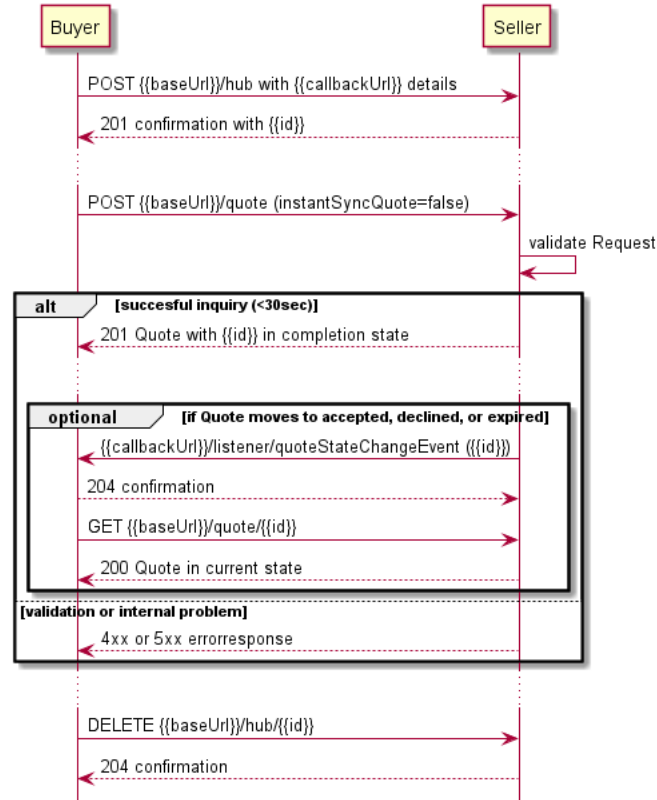 Buyer
Seller
POST {{baseUrl}}/hub with {{callbackUrl}} details
201 confirmation with {{id}}
POST {{baseUrl}}/quote (instantSyncQuote=false)
validate Request
alt
[succesful inquiry (<30sec)]
201 Quote with {{id}} in completion state
optional
[if Quote moves to accepted, declined, or expired]
{{callbackUrl}}/listener/quoteStateChangeEvent ({{id}})
204 confirmation
GET {{baseUrl}}/quote/{{id}}
200 Quote in current state
[validation or internal problem]
4xx or 5xx errorresponse
DELETE {{baseUrl}}/hub/{{id}}
204 confirmation